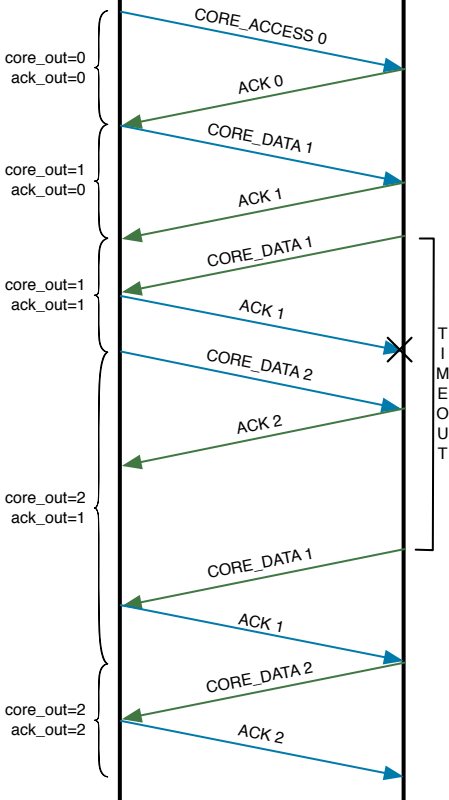 CORE_ACCESS 0
core_out=0
ack_out=0
ACK 0
CORE_DATA 1
core_out=1
ack_out=0
ACK 1
CORE_DATA 1
core_out=1
ack_out=1
ACK 1
TIMEOUT
CORE_DATA 2
ACK 2
core_out=2
ack_out=1
CORE_DATA 1
ACK 1
CORE_DATA 2
core_out=2
ack_out=2
ACK 2